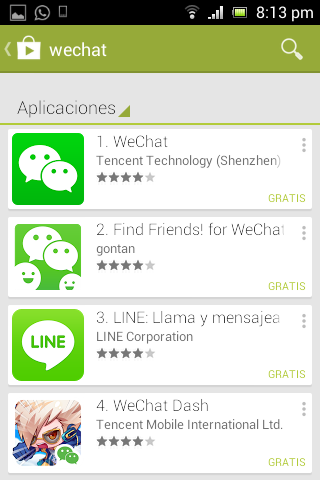 8:13 pm
wechat
Aplicaciones
1. WeChat
Tencent Technology (Shenzhen)
GRATIS
2. Find Friends! for WeChat
gontan
GRATIS
LINE
3. LINE: Llama y mensajea
LINE Corporation
GRATIS
4. WeChat Dash
Tencent Mobile International Ltd.
GRATIS